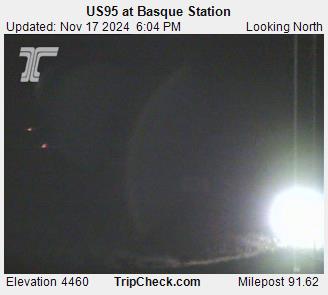 US95 at Basque Station
Updated: Nov 17 2024 6:04 PM Looking North
Elevation 4460 TripCheck.com Milepost 91.62